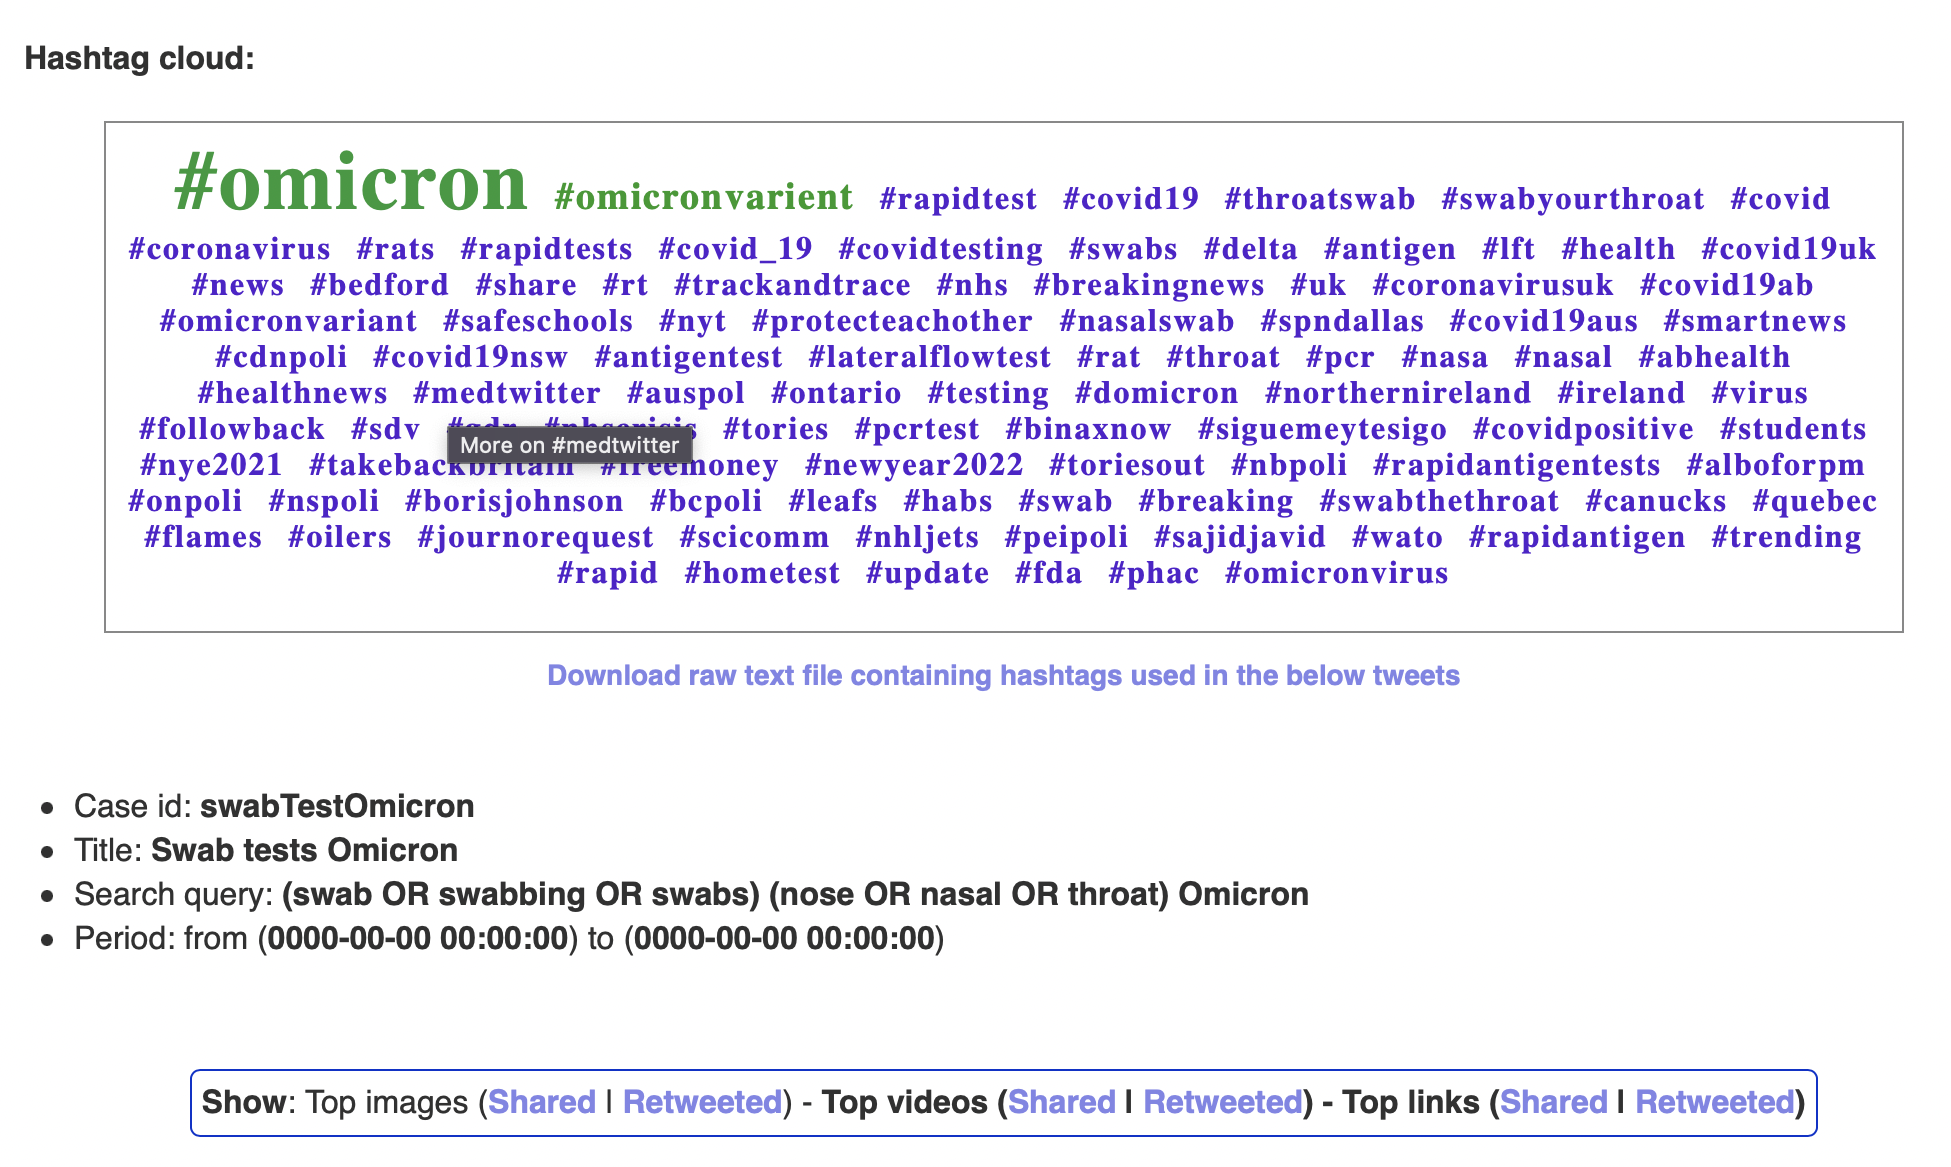 Hashtag cloud:
#omicron #omicronvarient #rapidtest #covid19 #throatswab #swabyourthroat #covid
#coronavirus #rats #rapidtests #covid_19 #covidtesting #swabs #delta #antigen #lft #health #covid19uk
#news #bedford #share #rt #trackandtrace #nhs #breakingnews #uk #coronavirusuk #covid19ab
#omicronvariant #safeschools #nyt #protecteachother #nasalswab #spndallas #covid19aus #smartnews
#cdnpoli #covid19nsw #antigentest #lateralflowtest #rat #throat #pcr #nasa #nasal #abhealth
#healthnews #medtwitter #auspol #ontario #testing #domicron #northernireland #ireland #virus
#followback #sdv #tories #pcrtest #binaxnow #siguemeytesigo #covidpositive #students
More on #medtwitter
#nye2021 #takebackbritain #freemoney #newyear2022 #toriesout #nbpoli #rapidantigentests #alboforpm
#onpoli #nspoli #borisjohnson #bcpoli #leafs #habs #swab #breaking #swabthethroat #canucks #quebec
#flames #oilers #journorequest #scicomm #nhljets #peipoli #sajidjavid #wato #rapidantigen #trending
#rapid #hometest #update #fda #phac #omicronvirus
Download raw text file containing hashtags used in the below tweets
• Case id: swabTestOmicron
• Title: Swab tests Omicron
• Search query: (swab OR swabbing OR swabs) (nose OR nasal OR throat) Omicron
• Period: from (0000-00-00 00:00:00) to (0000-00-00 00:00:00)
Show: Top images (Shared | Retweeted) - Top videos (Shared | Retweeted) - Top links (Shared | Retweeted)